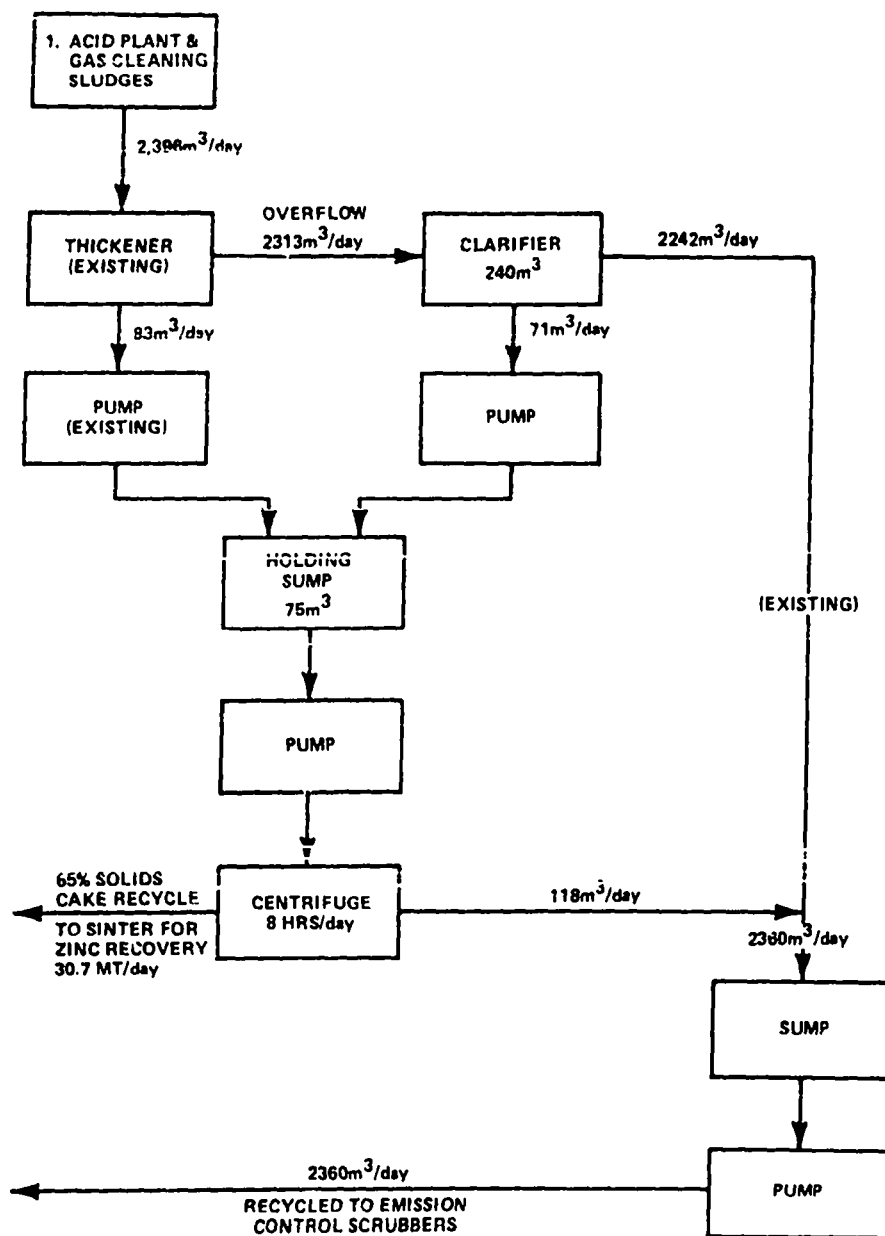 1. ACID PLANT &
GAS CLEANING
SLUDGES
2,396m³/day
THICKENER
(EXISTING)
OVERFLOW
2313m³/day
CLARIFIER
240m³
2242m³/day
83m³/day
71m³/day
PUMP
(EXISTING)
PUMP
HOLDING
SUMP
75m³
(EXISTING)
PUMP
65% SOLIDS
CAKE RECYCLE
TO SINTER FOR
ZINC RECOVERY
30.7 MT/day
CENTRIFUGE
8 HRS/day
118m³/day
2360m³/day
SUMP
2360m³/day
RECYCLED TO EMISSION
CONTROL SCRUBBERS
PUMP